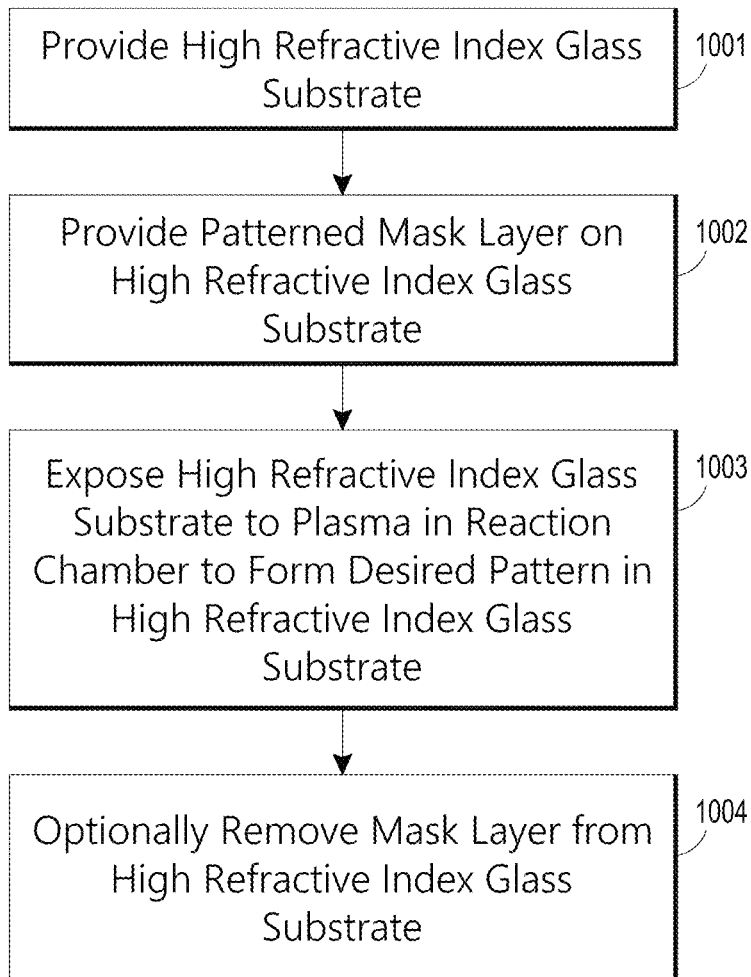 Provide High Refractive Index Glass
Substrate
1001
Provide Patterned Mask Layer on
High Refractive Index Glass
Substrate
1002
Expose High Refractive Index Glass
Substrate to Plasma in Reaction
Chamber to Form Desired Pattern in
High Refractive Index Glass
Substrate
1003
Optionally Remove Mask Layer from
High Refractive Index Glass
Substrate
1004